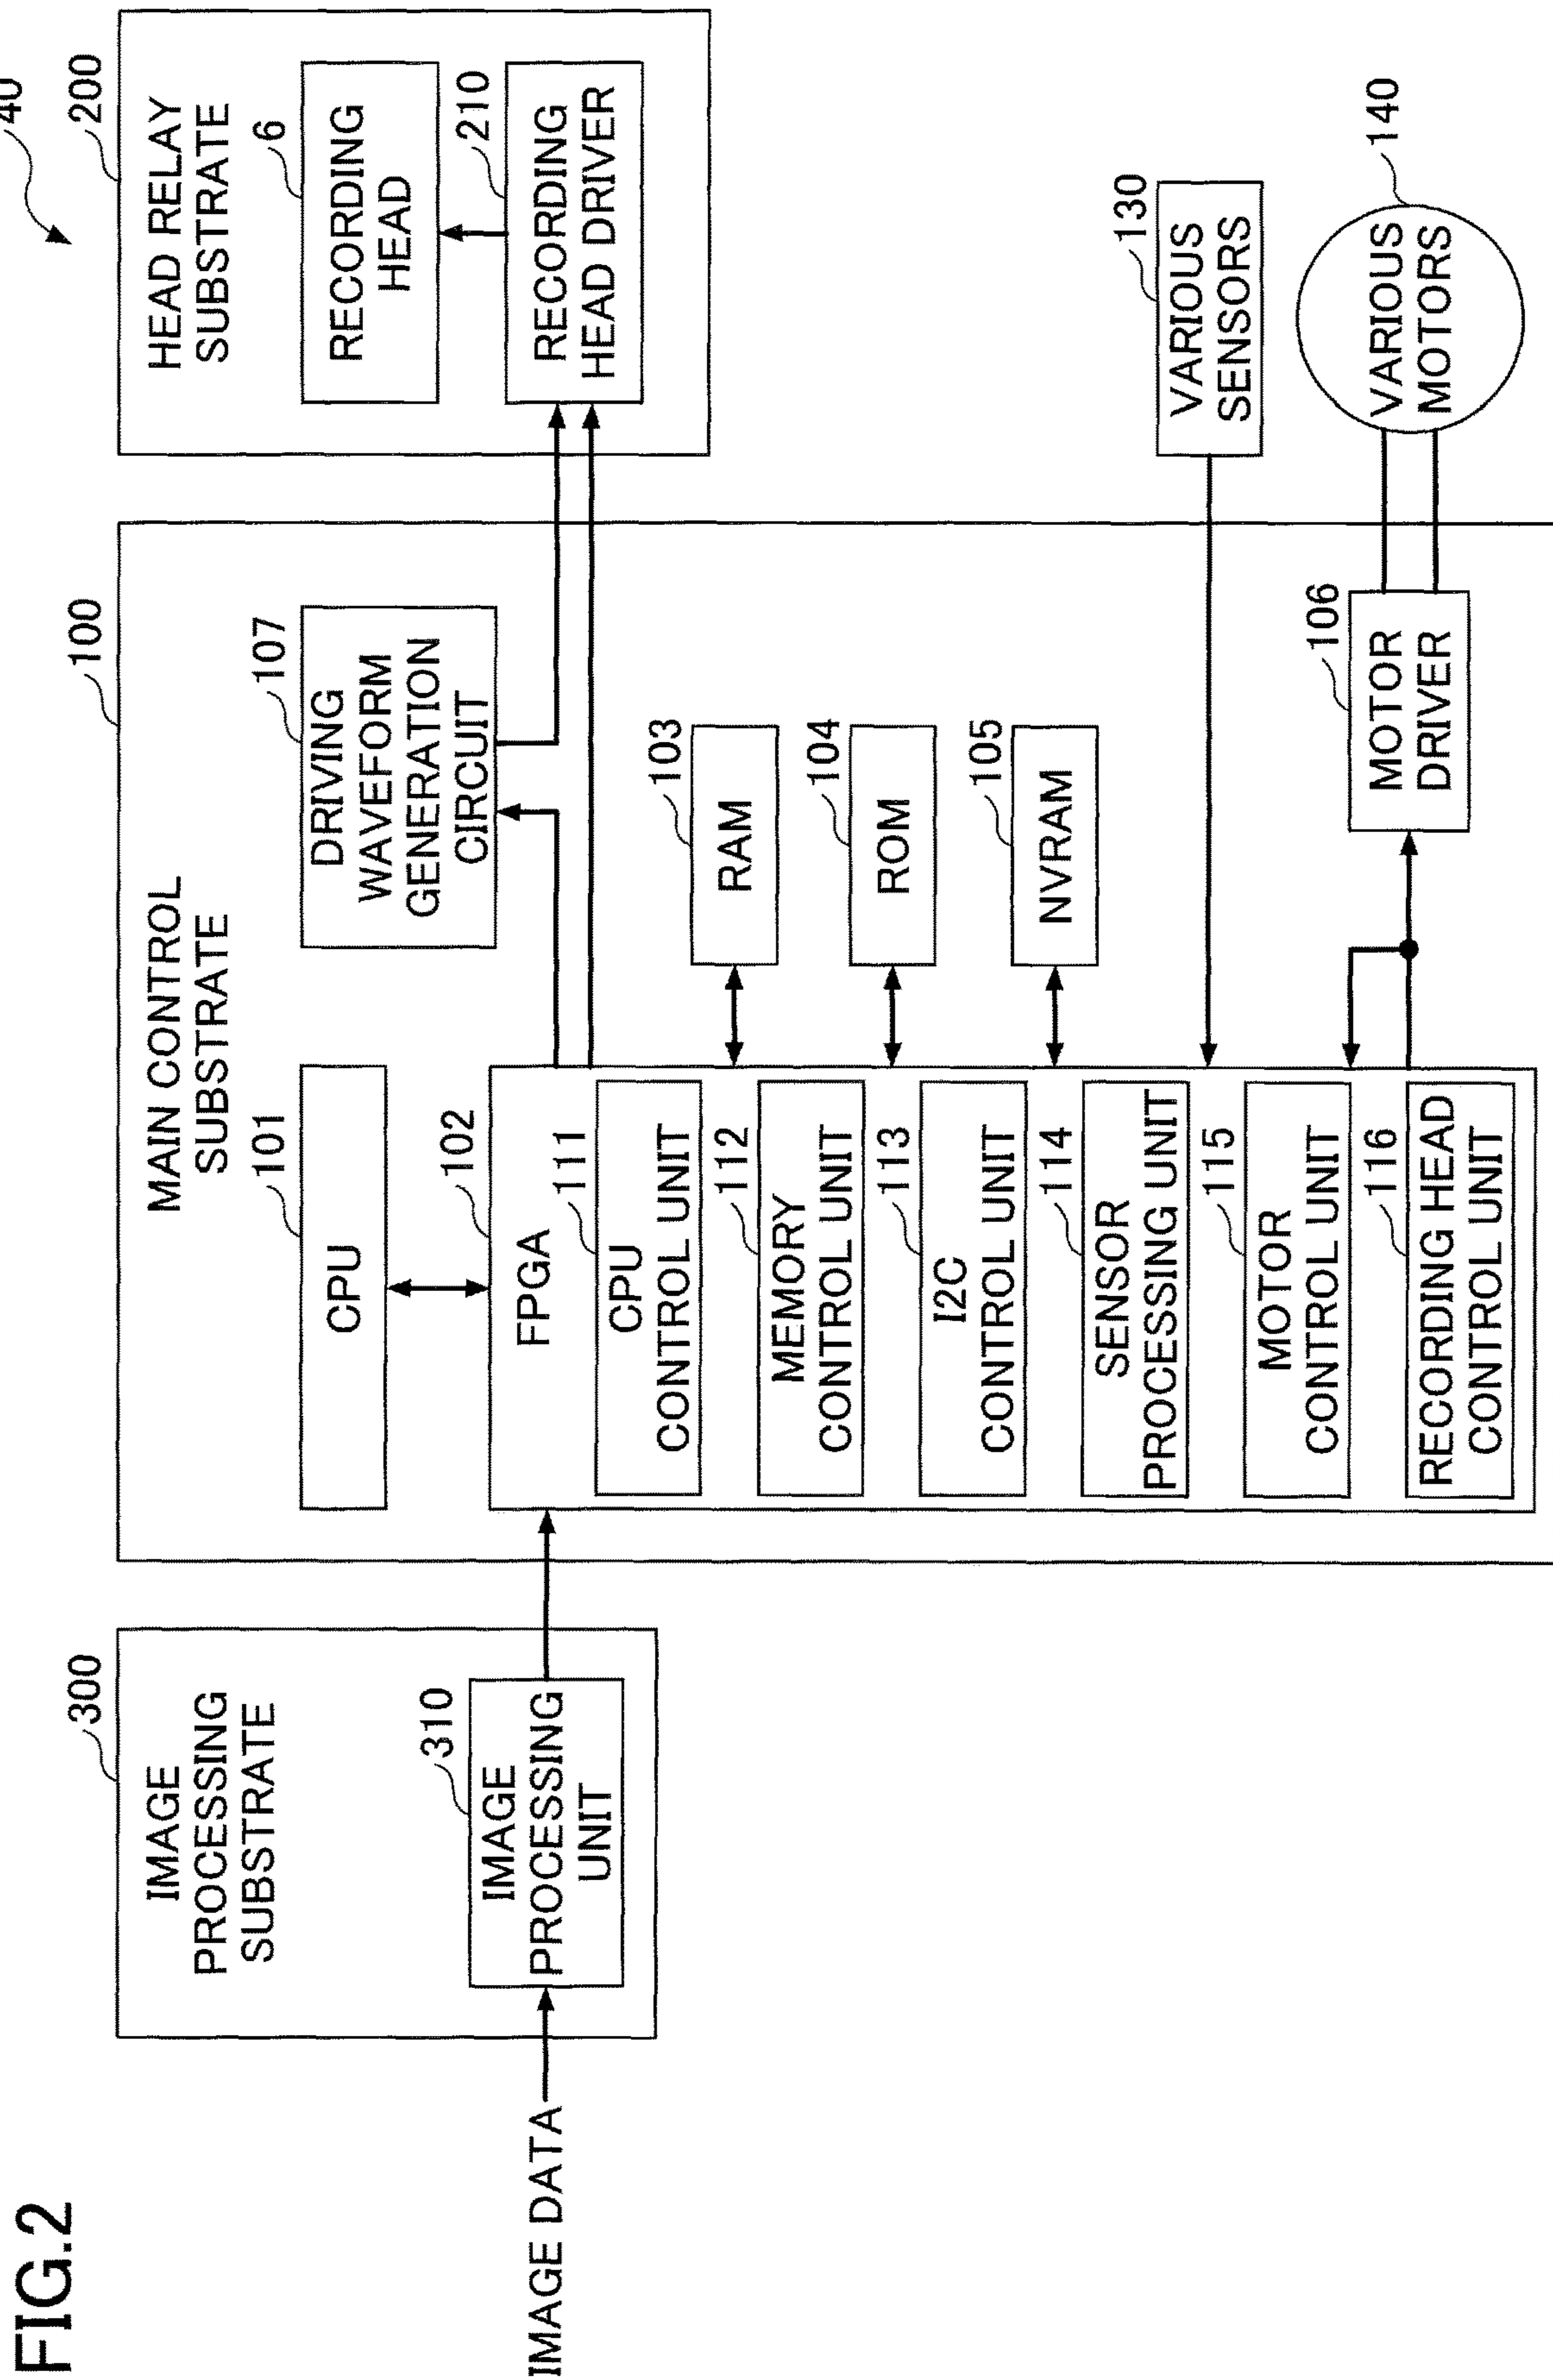 FIG.2
40
300
IMAGE
PROCESSING
SUBSTRATE
310
IMAGE
PROCESSING
UNIT
IMAGE DATA
100
MAIN CONTROL
SUBSTRATE
101
CPU
102
FPGA
111
CPU
CONTROL UNIT
112
MEMORY
CONTROL UNIT
113
I2C
CONTROL UNIT
114
SENSOR
PROCESSING UNIT
115
MOTOR
CONTROL UNIT
116
RECORDING HEAD
CONTROL UNIT
107
DRIVING
WAVEFORM
GENERATION
CIRCUIT
103
RAM
104
ROM
105
NVRAM
106
MOTOR
DRIVER
200
HEAD RELAY
SUBSTRATE
6
RECORDING
HEAD
210
RECORDING
HEAD DRIVER
130
VARIOUS
SENSORS
140
VARIOUS
MOTORS